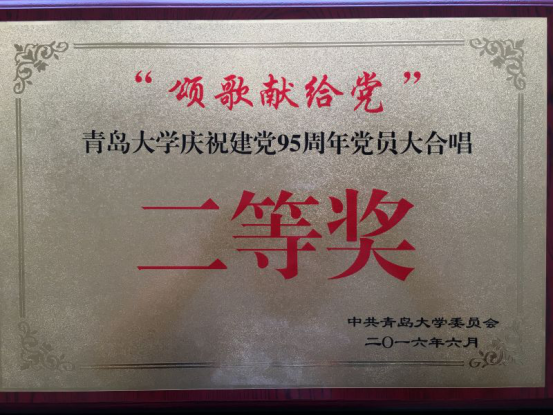 “颂歌献给党”
青岛大学庆祝建党95周年党员大合唱
二等奖
中共青岛大学委员会
二〇一六年六月